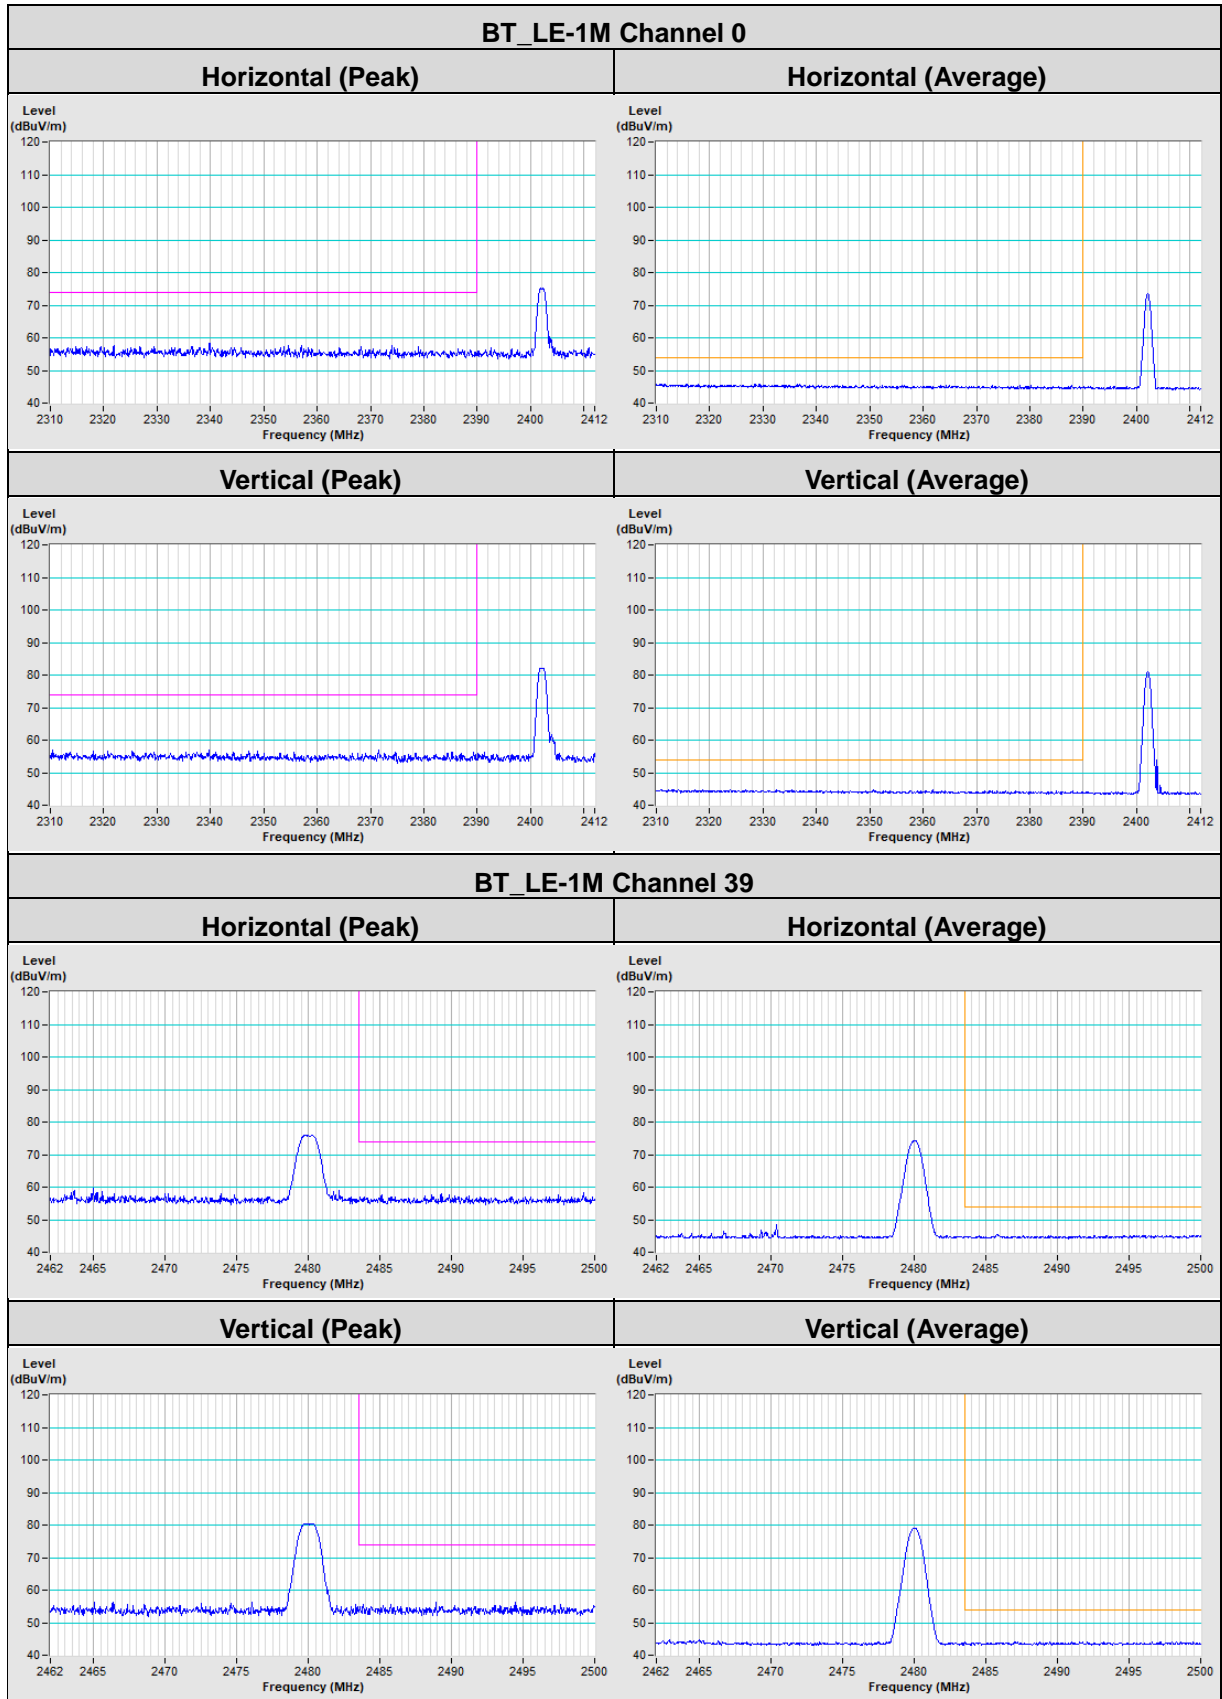 BT_LE-1M Channel 0
Horizontal (Peak)
Horizontal (Average)
Level
(dBuV/m)
120
110
100
90
80
70
60
50
40
2310 2320 2330 2340 2350 2360 2370 2380 2390 2400 2412
Frequency (MHz)
Level
(dBuV/m)
120
110
100
90
80
70
60
50
40
2310 2320 2330 2340 2350 2360 2370 2380 2390 2400 2412
Frequency (MHz)
Vertical (Peak)
Vertical (Average)
Level
(dBuV/m)
120
110
100
90
80
70
60
50
40
2310 2320 2330 2340 2350 2360 2370 2380 2390 2400 2412
Frequency (MHz)
Level
(dBuV/m)
120
110
100
90
80
70
60
50
40
2310 2320 2330 2340 2350 2360 2370 2380 2390 2400 2412
Frequency (MHz)
BT_LE-1M Channel 39
Horizontal (Peak)
Horizontal (Average)
Level
(dBuV/m)
120
110
100
90
80
70
60
50
40
2462 2465 2470 2475 2480 2485 2490 2495 2500
Frequency (MHz)
Level
(dBuV/m)
120
110
100
90
80
70
60
50
40
2462 2465 2470 2475 2480 2485 2490 2495 2500
Frequency (MHz)
Vertical (Peak)
Vertical (Average)
Level
(dBuV/m)
120
110
100
90
80
70
60
50
40
2462 2465 2470 2475 2480 2485 2490 2495 2500
Frequency (MHz)
Level
(dBuV/m)
120
110
100
90
80
70
60
50
40
2462 2465 2470 2475 2480 2485 2490 2495 2500
Frequency (MHz)